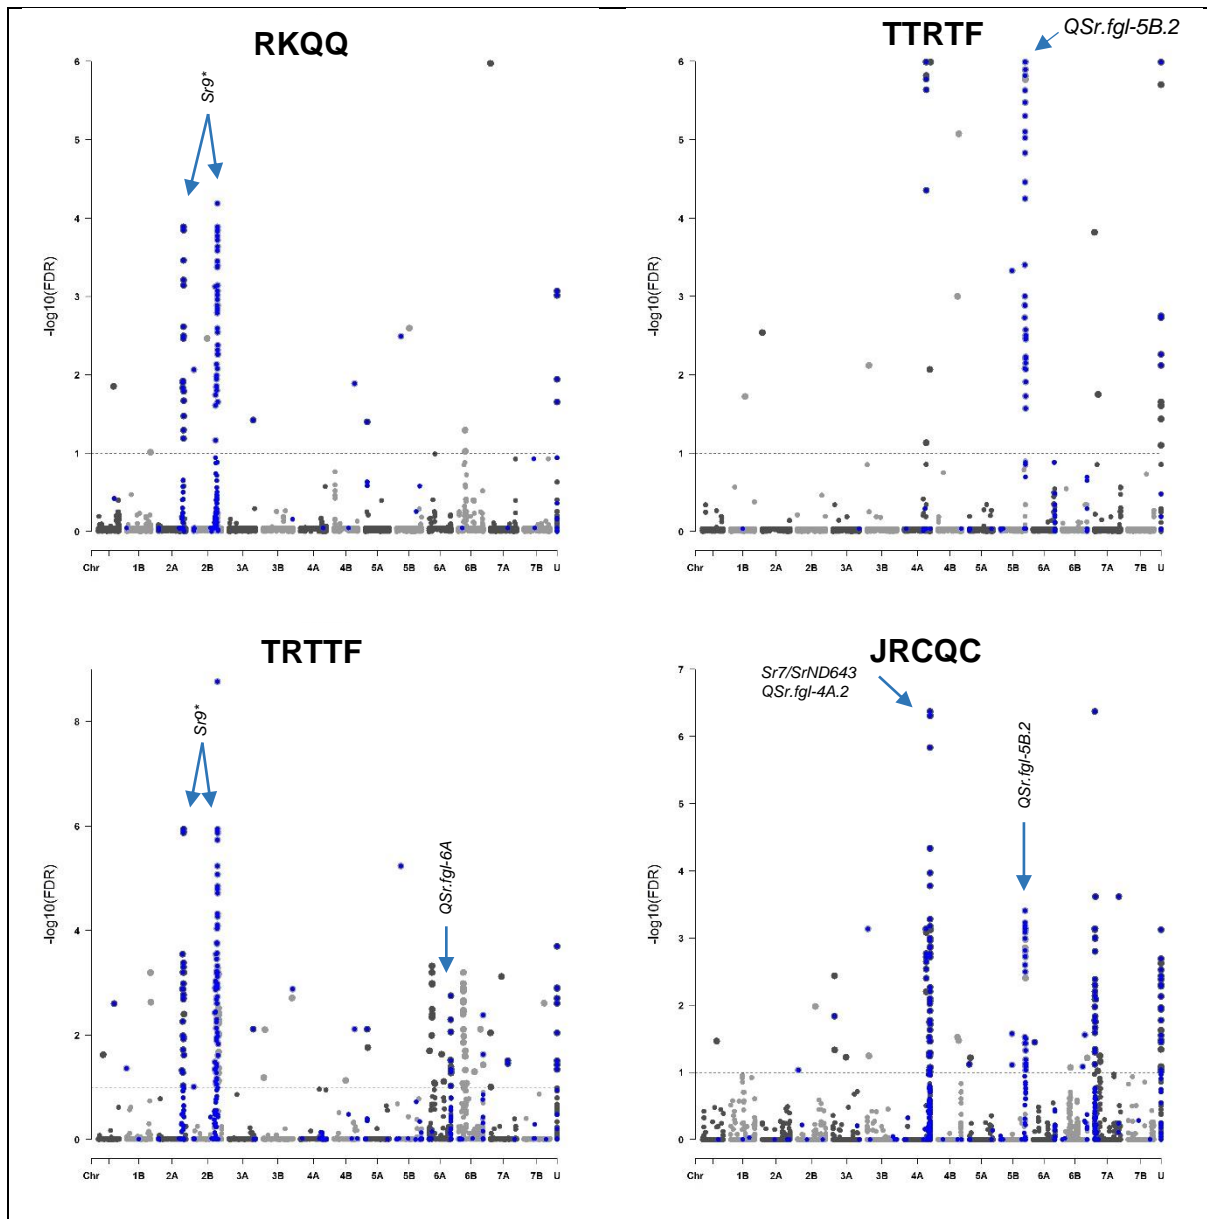 RKQQ
Sr9*
6
5
4
3
2
1
0
-log10(FDR)
Chr 1B 2A 2B 3A 3B 4A 4B 5A 5B 6A 6B 7A 7B U
TTRTF
QSr.fgl-5B.2
6
5
4
3
2
1
0
-log10(FDR)
Chr 1B 2A 2B 3A 3B 4A 4B 5A 5B 6A 6B 7A 7B U
TRTTF
Sr9*
QSr.fgl-6A
8
6
4
2
0
-log10(FDR)
Chr 1B 2A 2B 3A 3B 4A 4B 5A 5B 6A 6B 7A 7B U
JRCQC
Sr7/SrND643
QSr.fgl-4A.2
QSr.fgl-5B.2
7
6
5
4
3
2
1
0
-log10(FDR)
Chr 1B 2A 2B 3A 3B 4A 4B 5A 5B 6A 6B 7A 7B U